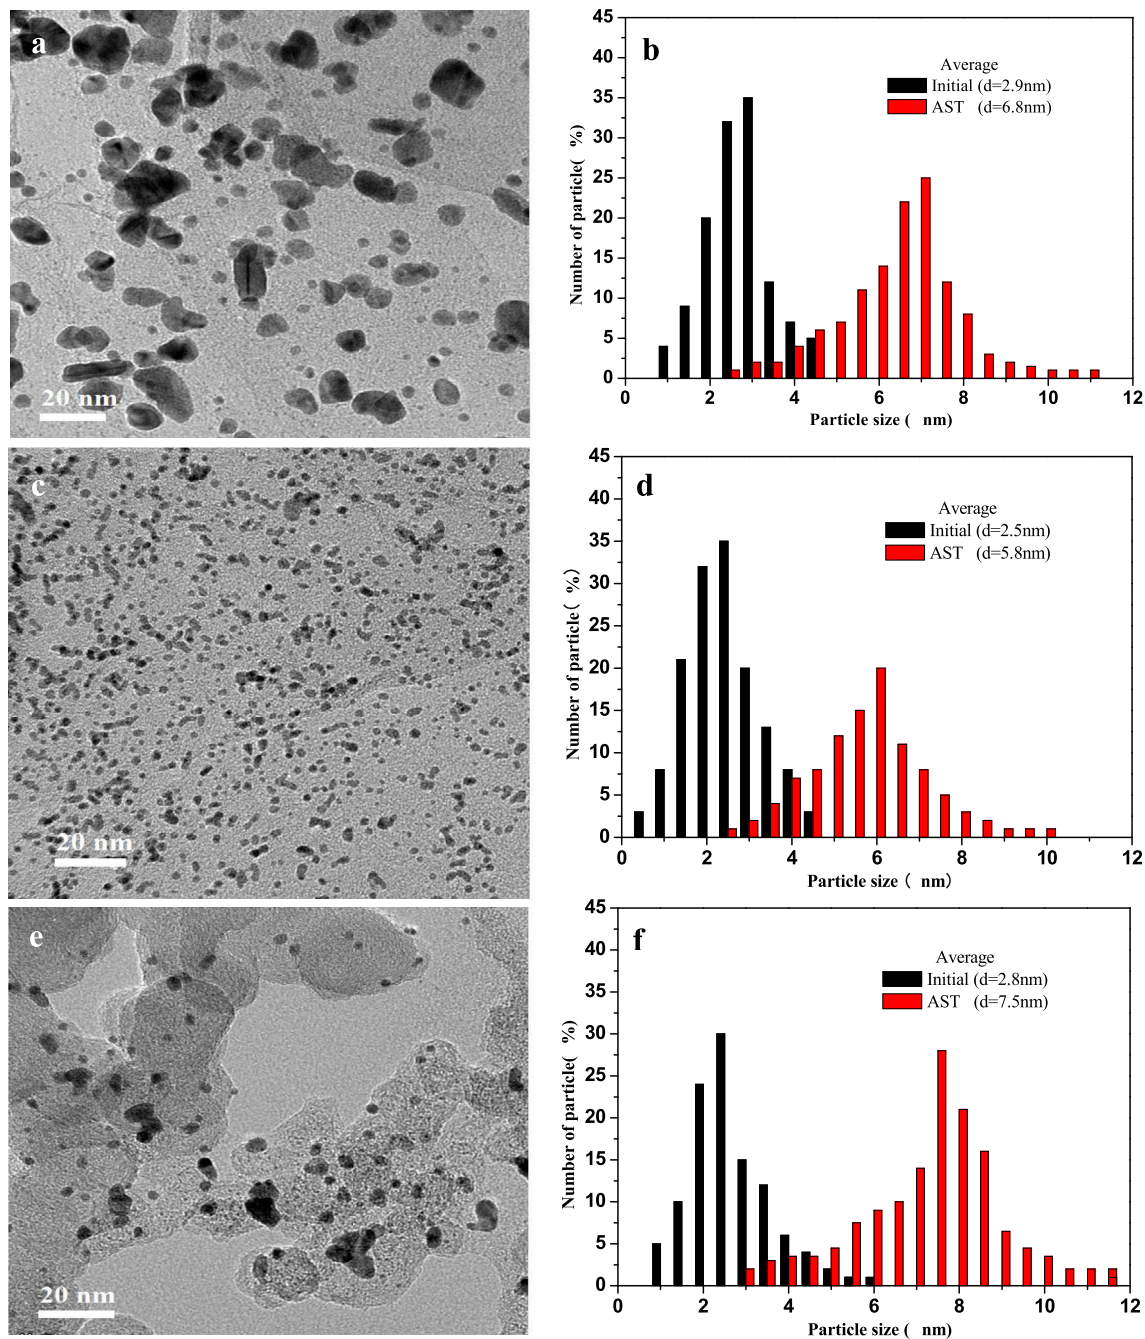 a
20 nm
b
Average
Initial (d=2.9nm)
AST (d=6.8nm)
45
40
35
30
25
20
15
10
5
0
Number of particle( %)
0 2 4 6 8 10 12
Particle size ( nm)
c
20 nm
d
Average
Initial (d=2.5nm)
AST (d=5.8nm)
45
40
35
30
25
20
15
10
5
0
Number of particle( %)
0 2 4 6 8 10 12
Particle size ( nm)
e
20 nm
f
Average
Initial (d=2.8nm)
AST (d=7.5nm)
45
40
35
30
25
20
15
10
5
0
Number of particle( %)
0 2 4 6 8 10 12
Particle size ( nm)